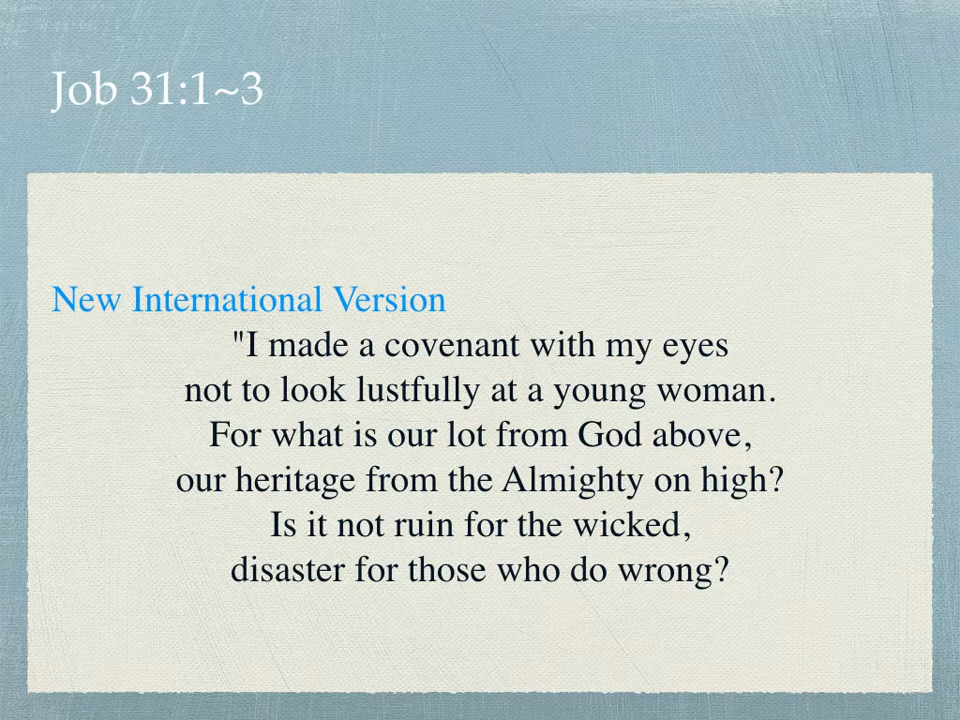 Job 31:1~3
New International Version
"I made a covenant with my eyes
not to look lustfully at a young woman.
For what is our lot from God above,
our heritage from the Almighty on high?
Is it not ruin for the wicked,
disaster for those who do wrong?